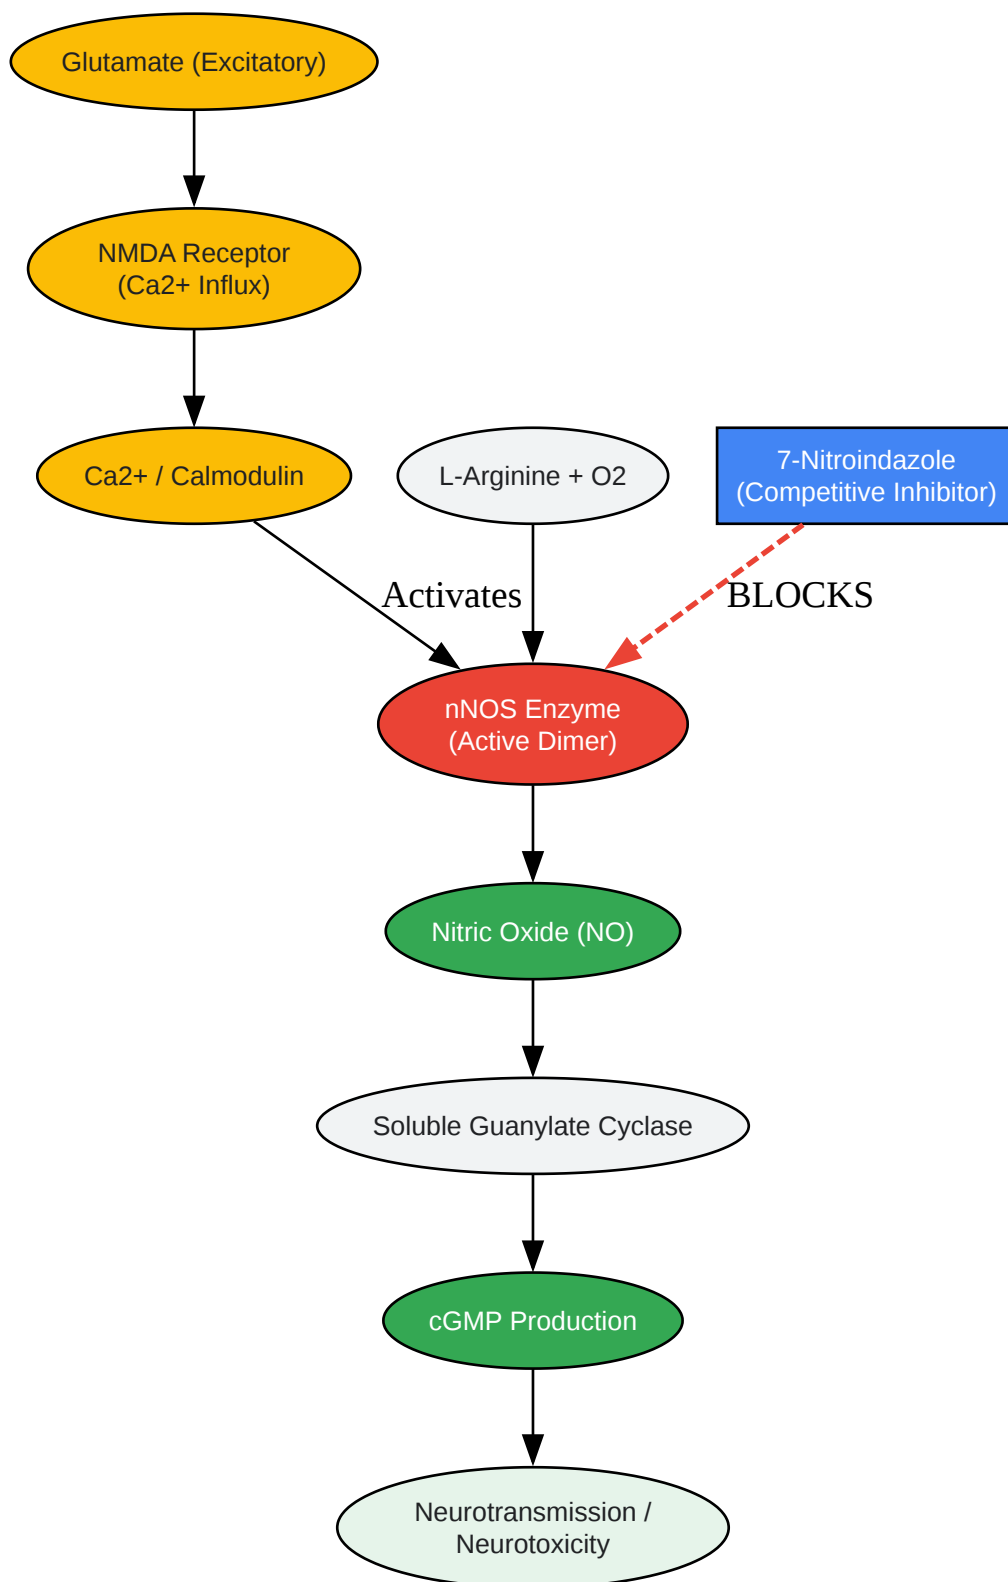 Glutamate (Excitatory)
NMDA Receptor
(Ca2+ Influx)
Ca2+ / Calmodulin
L-Arginine + O2
7-Nitroindazole
(Competitive Inhibitor)
Activates
BLOCKS
nNOS Enzyme
(Active Dimer)
Nitric Oxide (NO)
Soluble Guanylate Cyclase
cGMP Production
Neurotransmission /
Neurotoxicity